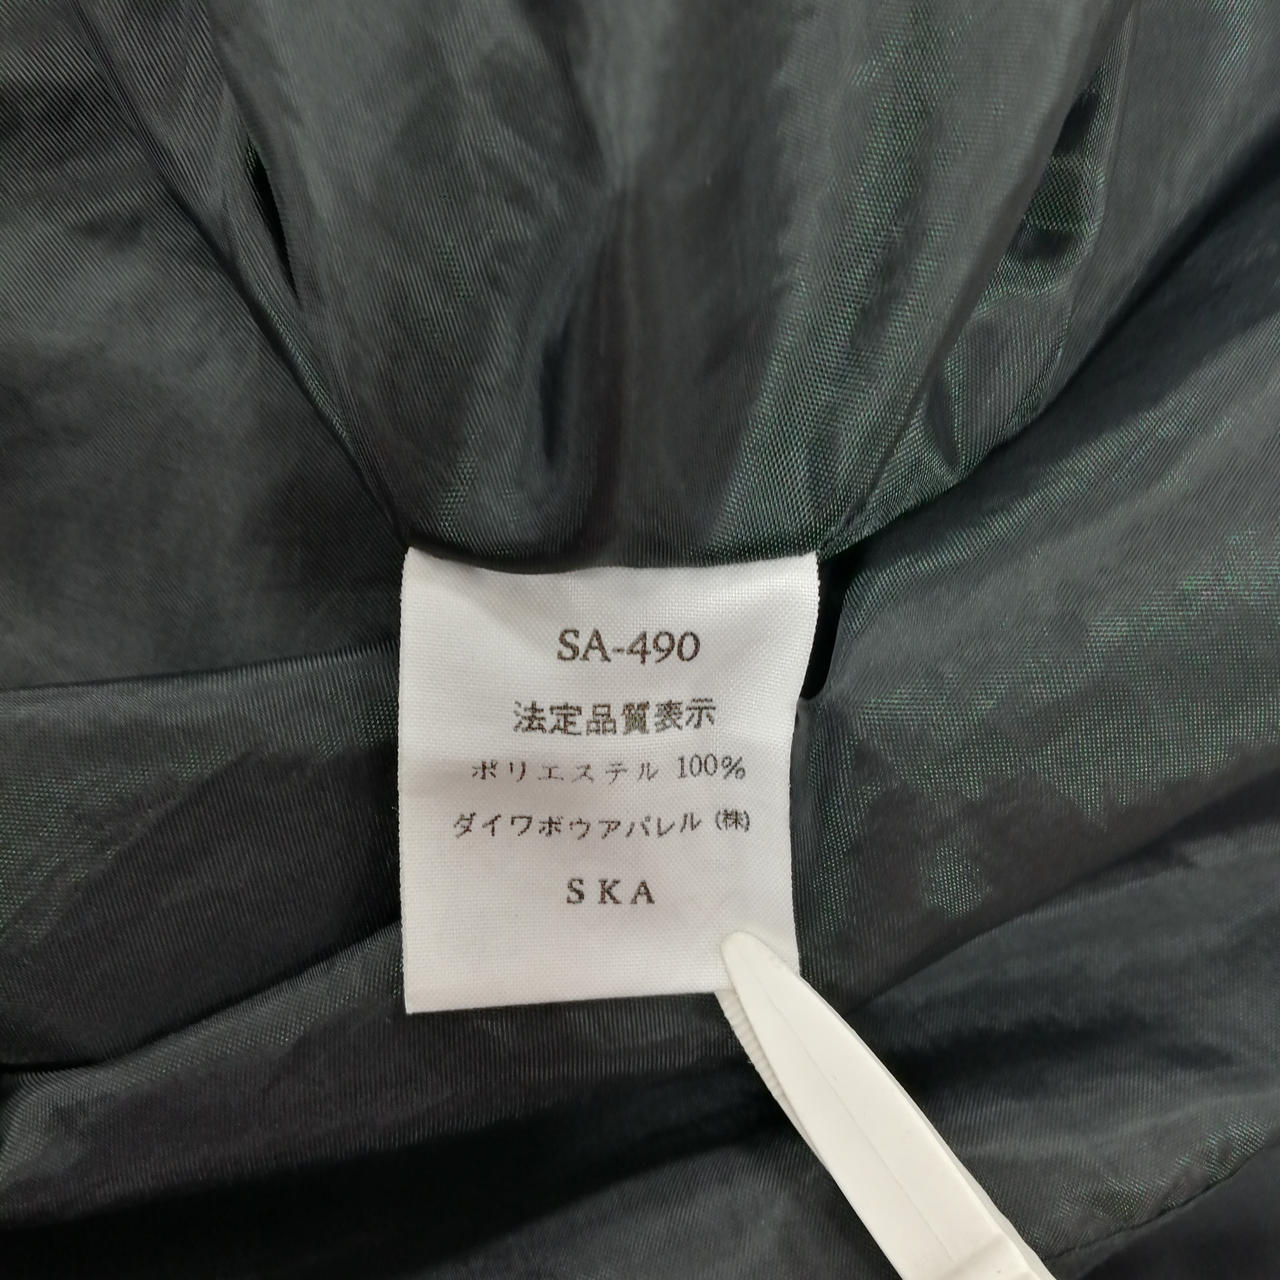 SA-490
法定品質表示
ポリエステル 100%
ダイワボウアパレル (株)
SKA